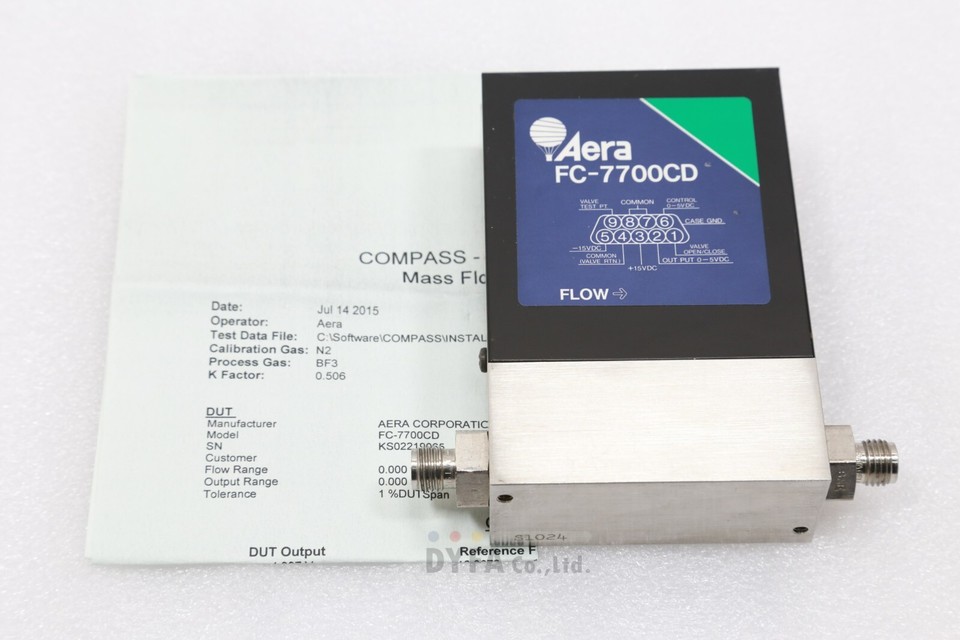 COMPASS -
Mass Flo
Date: Jul 14 2015
Operator: Aera
Test Data File: C:\Software\COMPASS\INSTAL
Calibration Gas: N2
Process Gas: BF3
K Factor: 0.506
DUT
Manufacturer AERA CORPORATIO
Model FC-7700CD
SN
Customer
Flow Range 0.000
Output Range 0.000
Tolerance 1 %DUTSpan
DUT Output Reference F
Aera
FC-7700CD
VALVE TEST PT. COMMON CONTROL 0-5VDC
9 8 7 6 CASE GND
5 4 3 2 1
-15VDC VALVE OPEN/CLOSE
COMMON (VALVE RTN.) +15VDC OUT PUT 0-5VDC
FLOW
S1024
DYFA Co.,Ltd.